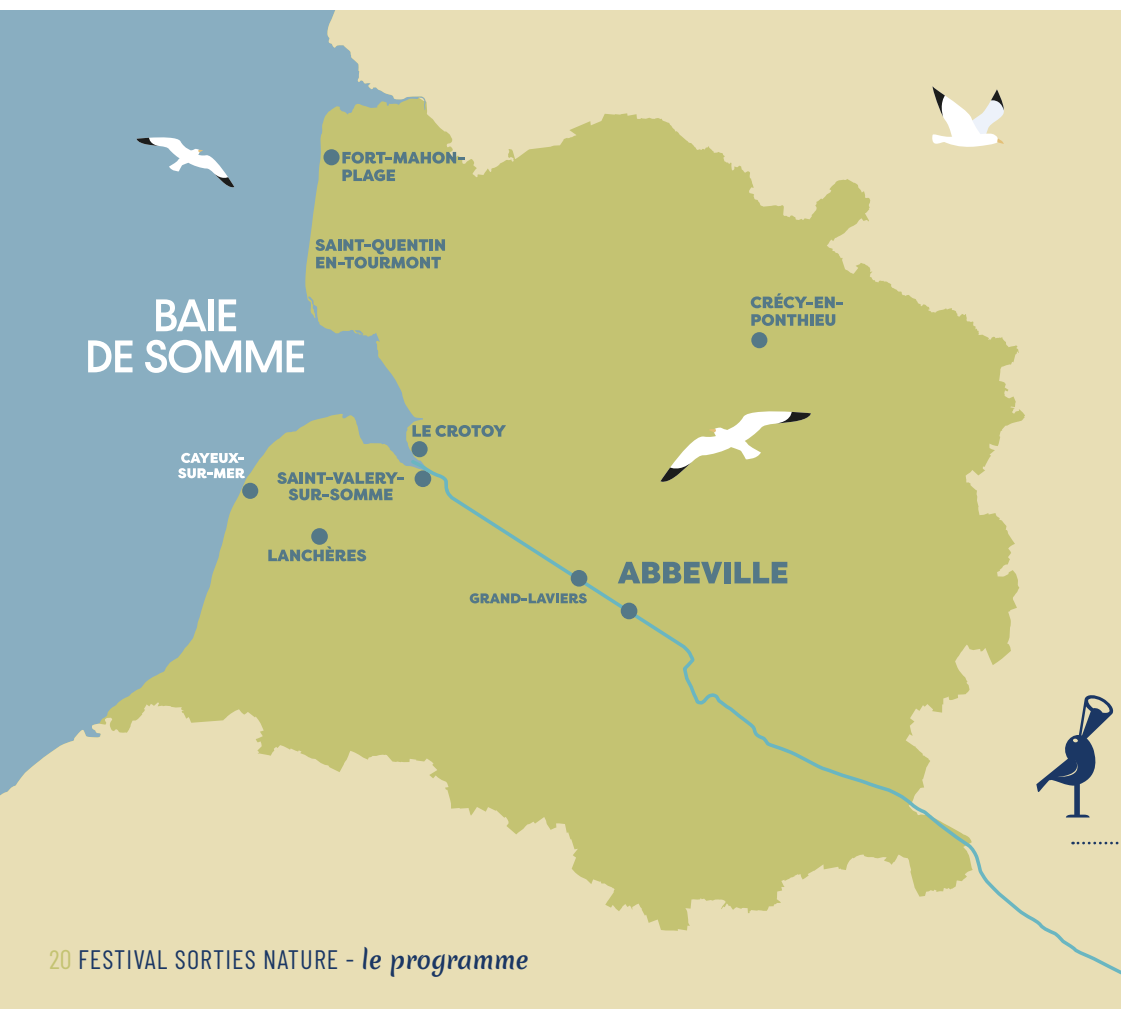 FORT-MAHON-
PLAGE
SAINT-QUENTIN
EN-TOURMONT
BAIE
DE SOMME
CRÉCY-EN-
PONTHIEU
LE CROTOY
CAYEUX-
SUR-MER
SAINT-VALERY-
SUR-SOMME
LANCHÈRES
ABBEVILLE
GRAND-LAVIERS
20 FESTIVAL SORTIES NATURE - le programme